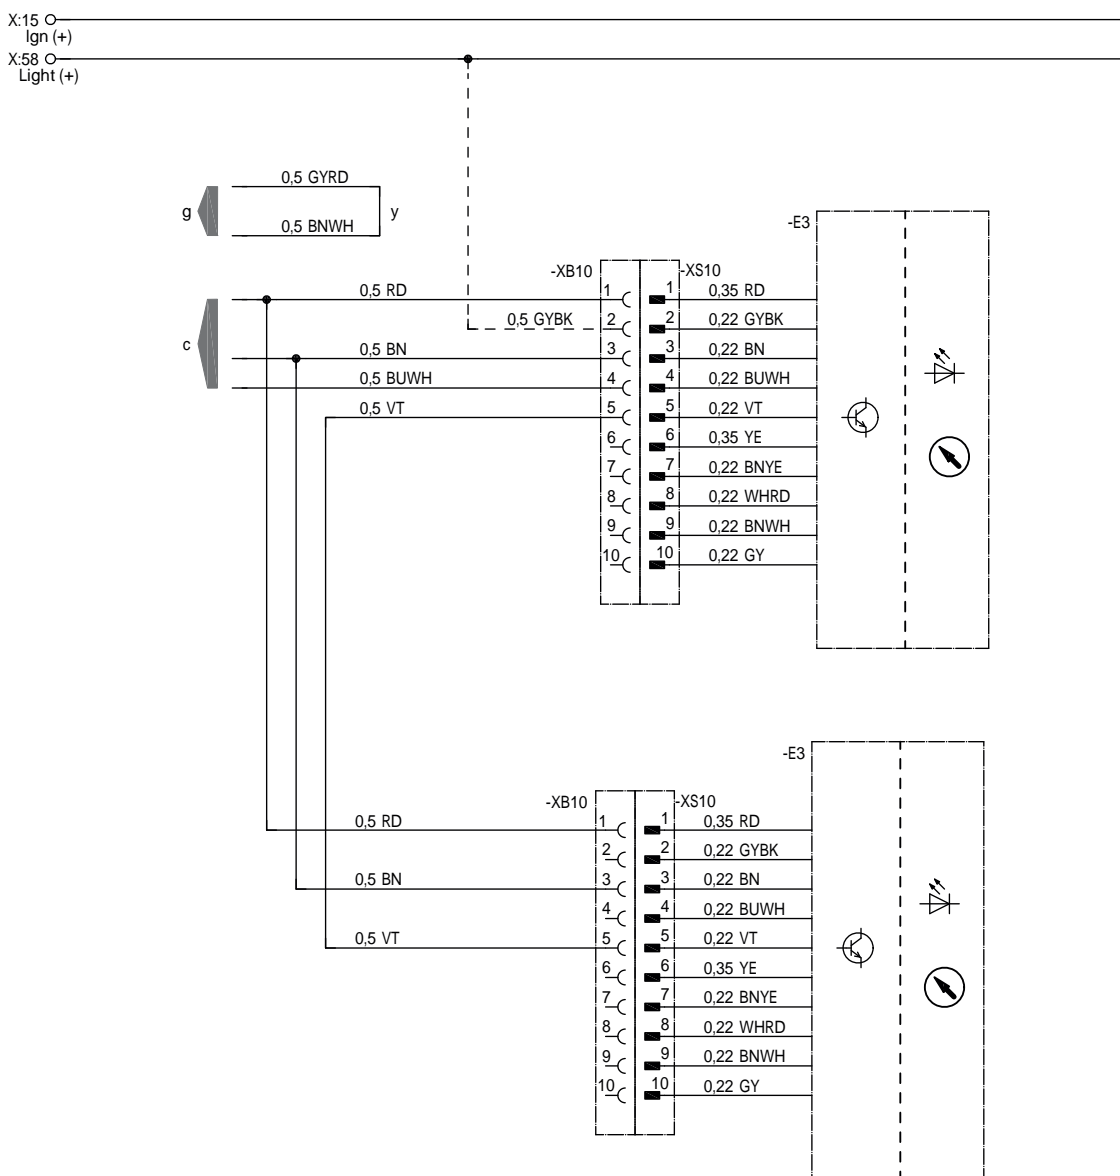 X:15
Ign (+)
X:58
Light (+)
0,5 GYRD
g y
0,5 BNWH
-E3
-XB10 -XS10
0,5 RD 1 1 0,35 RD
0,5 GYBK 2 2 0,22 GYBK
c
0,5 BN 3 3 0,22 BN
0,5 BUWH 4 4 0,22 BUWH
0,5 VT 5 5 0,22 VT
6 6 0,35 YE
7 7 0,22 BNYE
8 8 0,22 WHRD
9 9 0,22 BNWH
10 10 0,22 GY
-E3
-XB10 -XS10
0,5 RD 1 1 0,35 RD
2 2 0,22 GYBK
0,5 BN 3 3 0,22 BN
4 4 0,22 BUWH
0,5 VT 5 5 0,22 VT
6 6 0,35 YE
7 7 0,22 BNYE
8 8 0,22 WHRD
9 9 0,22 BNWH
10 10 0,22 GY